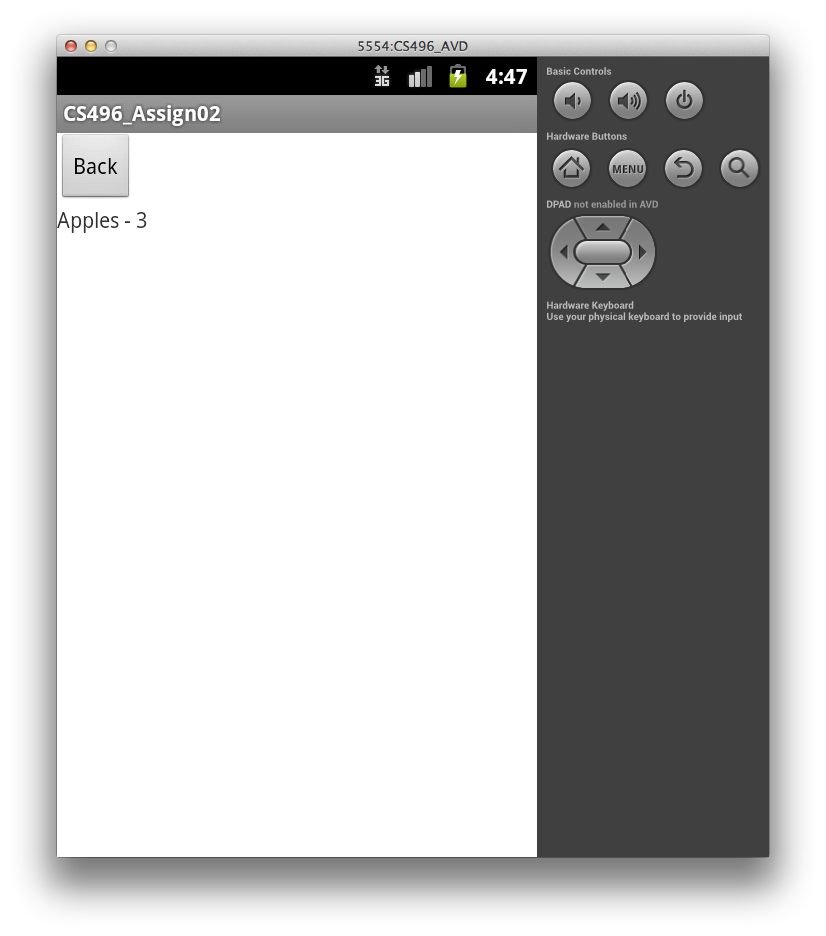 5554:CS496_AVD
3G 4:47
CS496_Assign02
Back
Apples - 3
Basic Controls
Hardware Buttons
MENU
DPAD not enabled in AVD
Hardware Keyboard
Use your physical keyboard to provide input